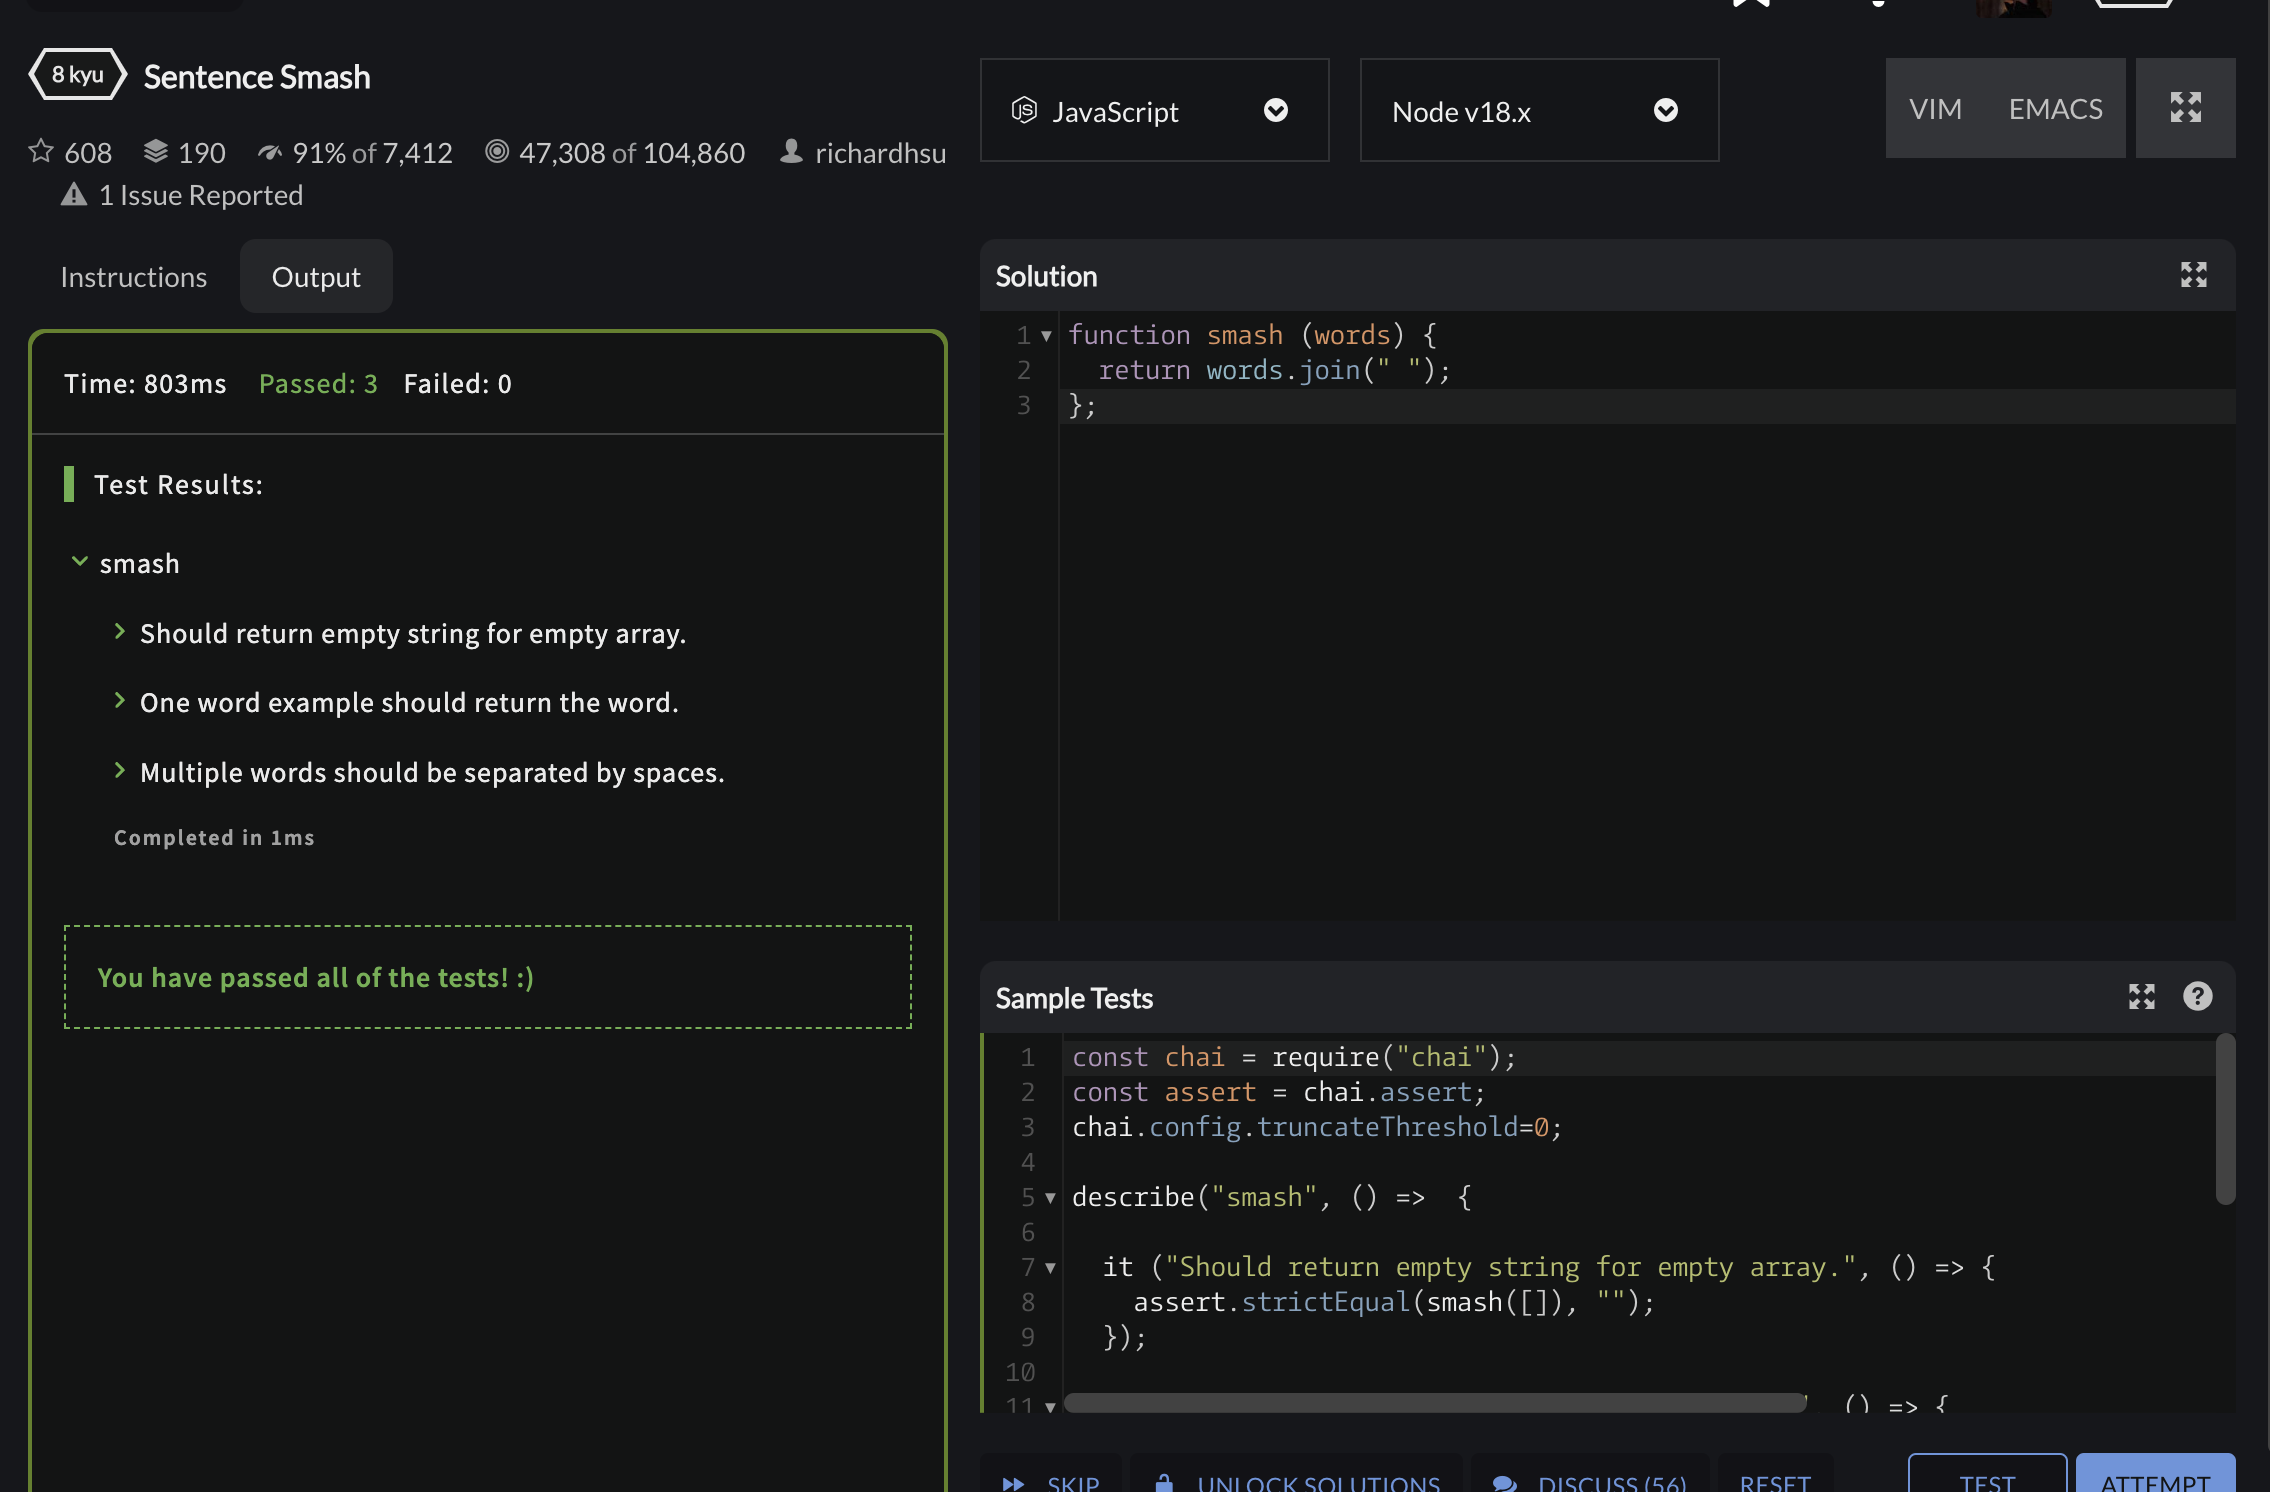 8 kyu Sentence Smash
608 190 91% of 7,412 47,308 of 104,860 richardhsu
1 Issue Reported
Instructions Output
Time: 803ms Passed: 3 Failed: 0
Test Results:
smash
Should return empty string for empty array.
One word example should return the word.
Multiple words should be separated by spaces.
Completed in 1ms
You have passed all of the tests! :)
JS JavaScript Node v18.x VIM EMACS
Solution
1 function smash (words) {
2   return words.join(" ");
3 };
Sample Tests
1 const chai = require("chai");
2 const assert = chai.assert;
3 chai.config.truncateThreshold=0;
4
5 describe("smash", () =>  {
6
7   it ("Should return empty string for empty array.", () => {
8     assert.strictEqual(smash([]), "");
9   });
10
11 () => {
SKIP UNLOCK SOLUTIONS DISCUSS (56) RESET TEST ATTEMPT